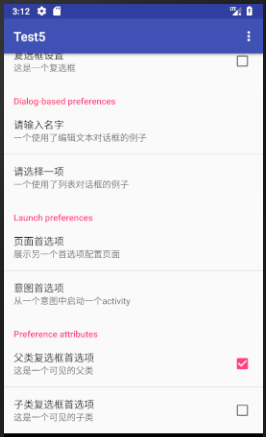 3:12
Test5
复选框设置
这是一个复选框
Dialog-based preferences
请输入名字
一个使用了编辑文本对话框的例子
请选择一项
一个使用了列表对话框的例子
Launch preferences
页面首选项
展示另一个首选项配置页面
意图首选项
从一个意图中启动一个activity
Preference attributes
父类复选框首选项
这是一个可见的父类
子类复选框首选项
这是一个可见的子类